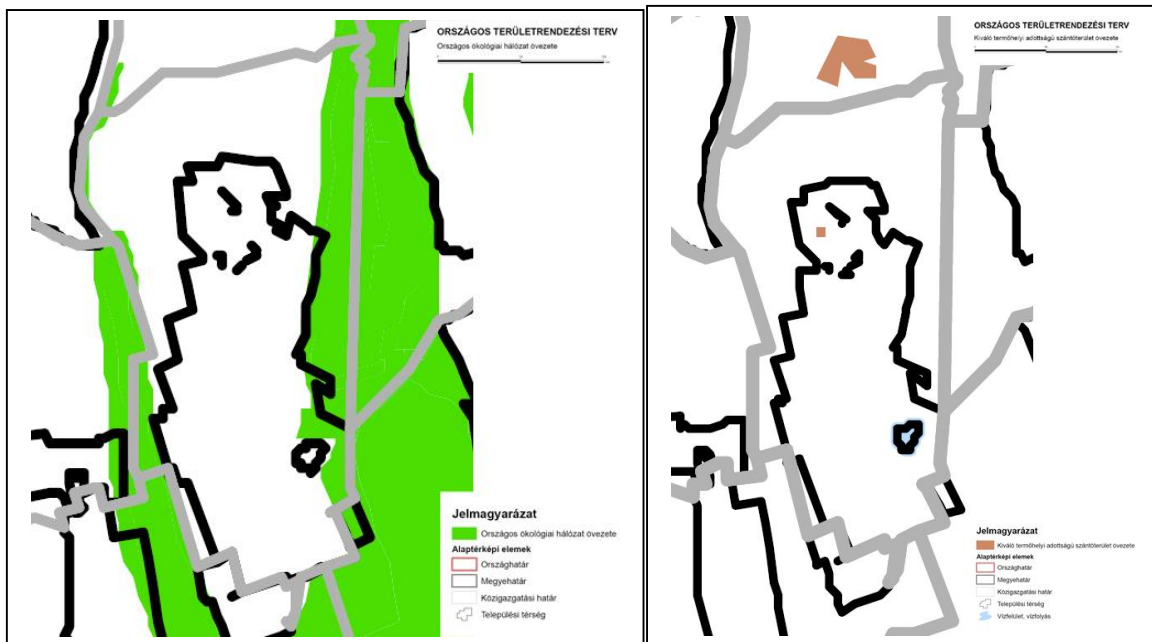 ORSZÁGOS TERÜLETRENDEZÉSI TERV
Országos ökológiai hálózat övezete
Jelmagyarázat
Országos ökológiai hálózat övezete
Alaptérképi elemek
Országhatár
Megyehatár
Közigazgatási határ
Települési térség
ORSZÁGOS TERÜLETRENDEZÉSI TERV
Kiváló termőhelyi adottságú szántóterület övezete
Jelmagyarázat
Kiváló termőhelyi adottságú szántóterület övezete
Alaptérképi elemek
Országhatár
Megyehatár
Közigazgatási határ
Települési térség
Vízfelület, vízfolyás